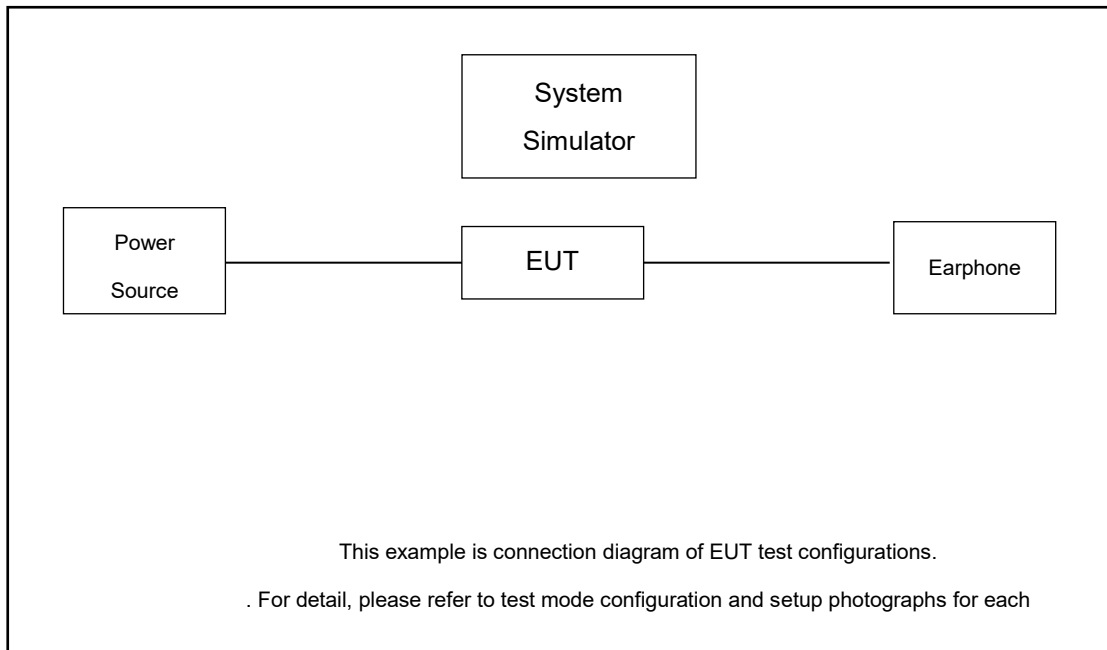 System
Simulator
Power
Source
EUT
Earphone
This example is connection diagram of EUT test configurations.
. For detail, please refer to test mode configuration and setup photographs for each